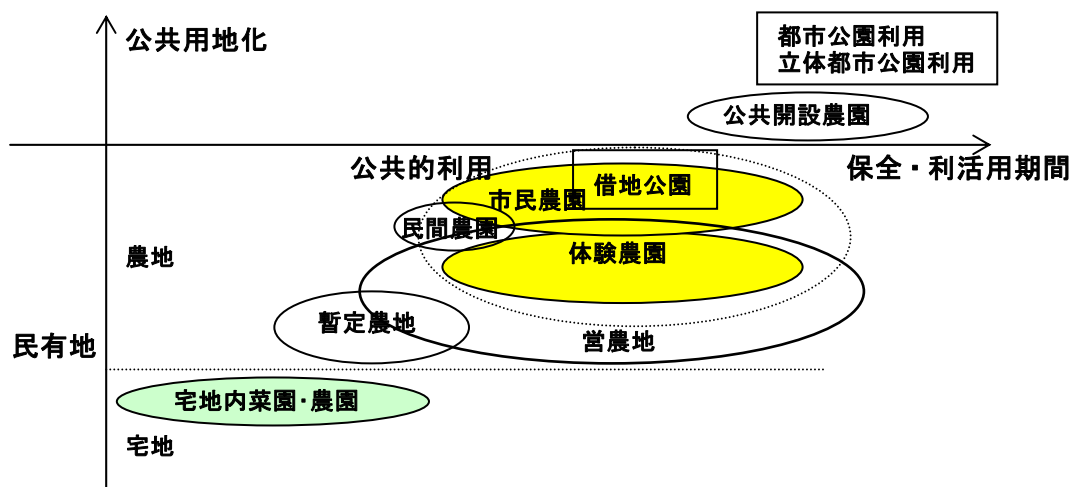 公共用地化
都市公園利用
立体都市公園利用
公共開設農園
公共的利用
保全・利活用期間
借地公園
市民農園
民間農園
体験農園
農地
暫定農地
営農地
民有地
宅地内菜園・農園
宅地